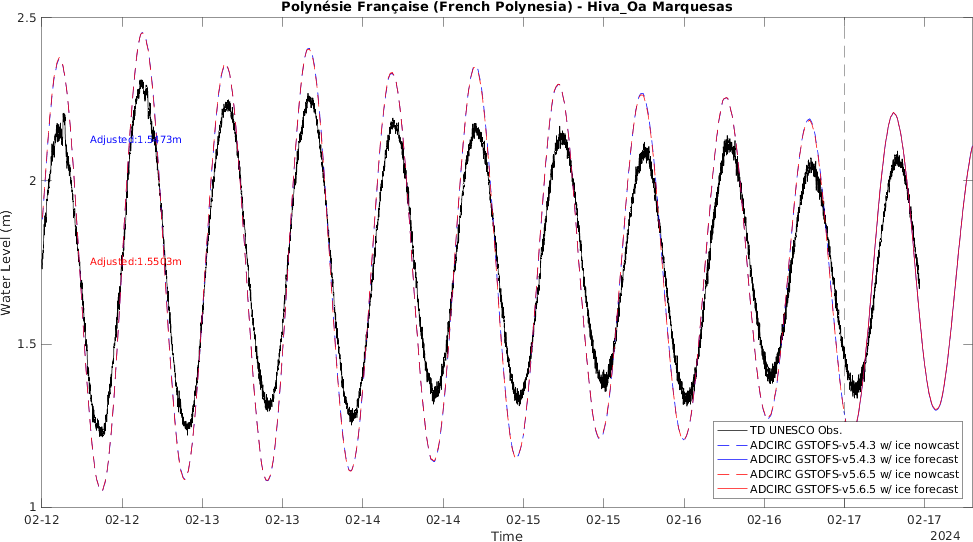 Polynésie Française (French Polynesia) - Hiva_Oa Marquesas
2.5
2
1.5
1
Water Level (m)
Adjusted:1.5473m
Adjusted:1.5503m
TD UNESCO Obs.
ADCIRC GSTOFS-v5.4.3 w/ ice nowcast
ADCIRC GSTOFS-v5.4.3 w/ ice forecast
ADCIRC GSTOFS-v5.6.5 w/ ice nowcast
ADCIRC GSTOFS-v5.6.5 w/ ice forecast
02-12 02-12 02-13 02-13 02-14 02-14 02-15 02-15 02-16 02-16 02-17 02-17
Time
2024